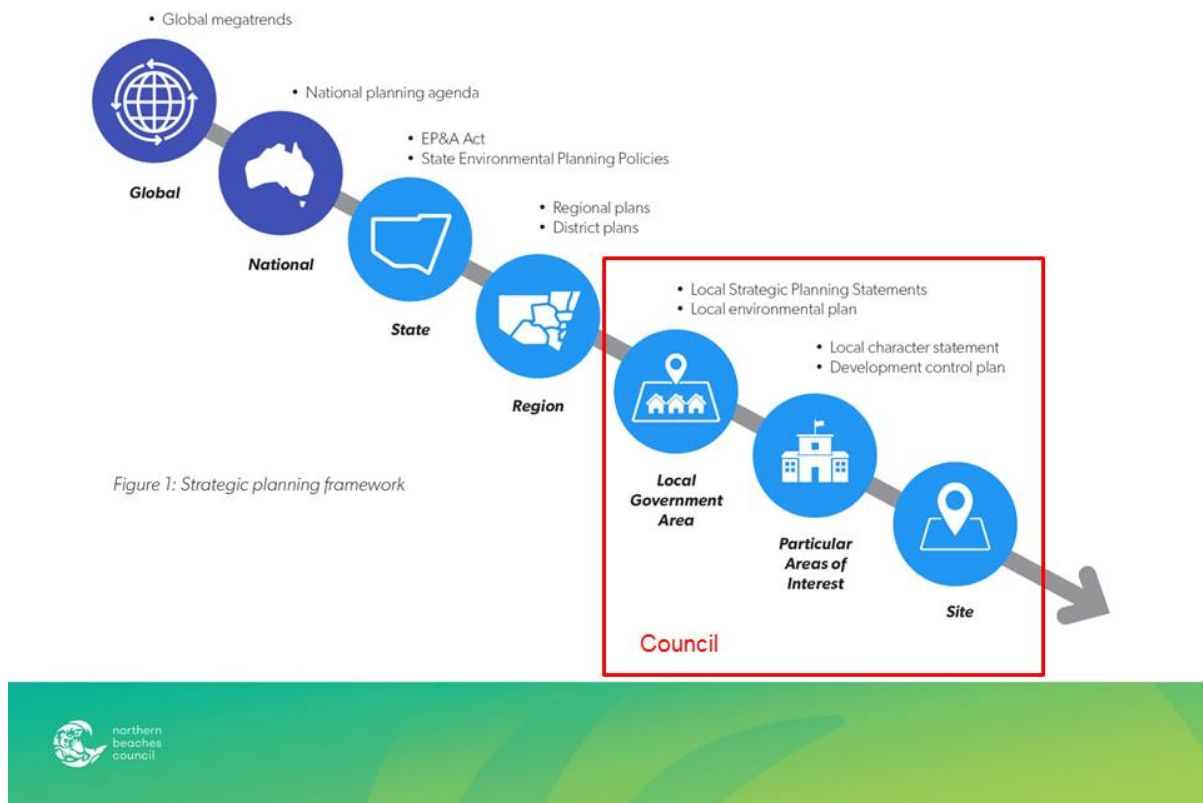 • Global megatrends
Global
• National planning agenda
National
• EP&A Act
• State Environmental Planning Policies
State
• Regional plans
• District plans
Region
• Local Strategic Planning Statements
• Local environmental plan
Local
Government
Area
• Local character statement
• Development control plan
Particular
Areas of
Interest
Site
Council
Figure 1: Strategic planning framework
northern
beaches
council